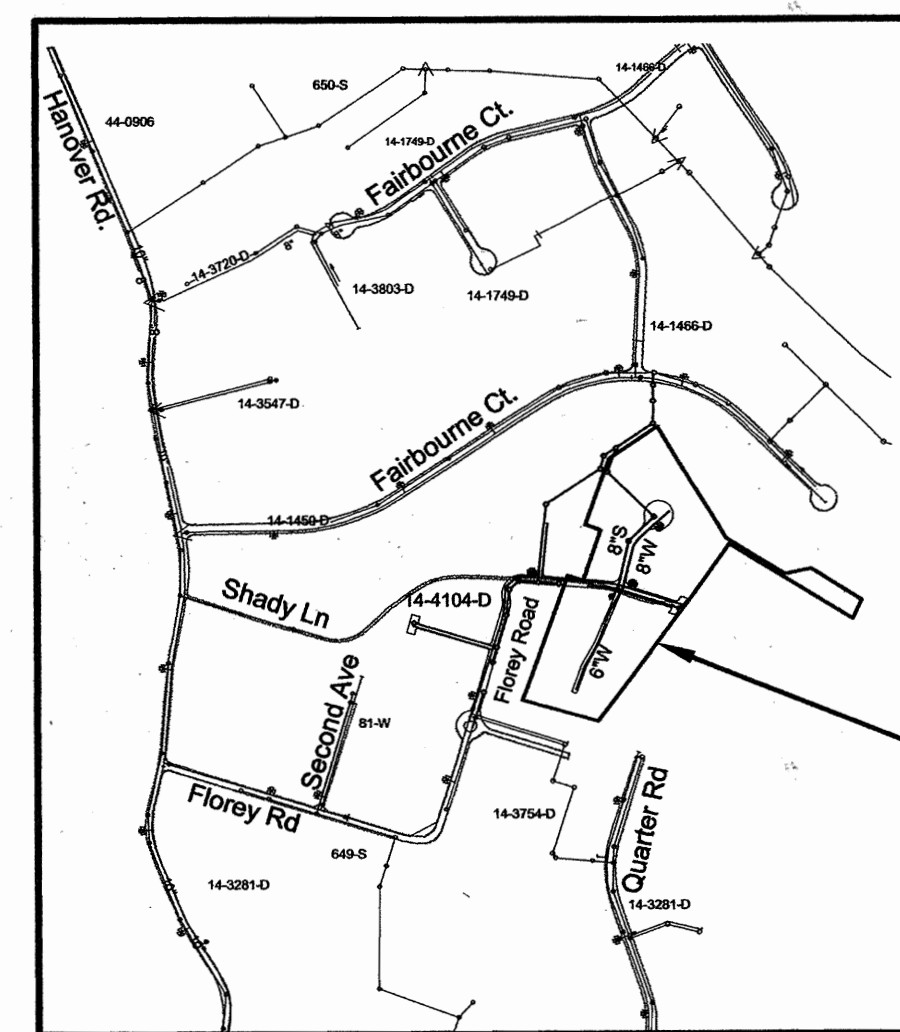 14-1466-D
650-S
44-0906
Hanover Rd.
14-1749-D
Fairbourne Ct.
14-3720-D
8"
14-3803-D
14-1749-D
14-1466-D
14-3547-D
Fairbourne Ct.
14-1450-D
8"S
8"W
Shady Ln
14-4104-D
Florey Road
6"W
Second Ave
81-W
Florey Rd
649-S
14-3754-D
Quarter Rd
14-3281-D
14-3281-D